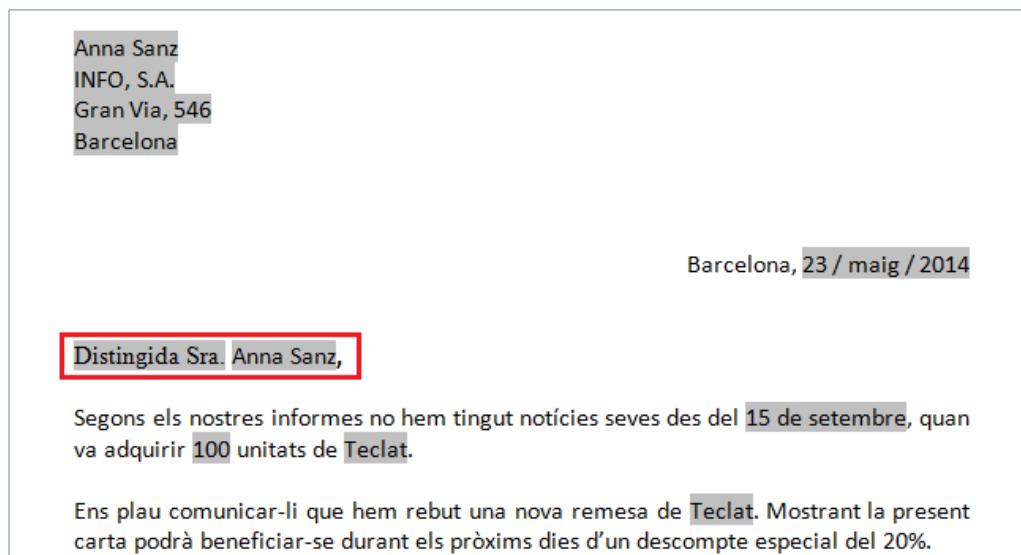 Anna Sanz
INFO, S.A.
Gran Via, 546
Barcelona
Barcelona, 23 / maig / 2014
Distingida Sra. Anna Sanz,
Segons els nostres informes no hem tingut notícies seves des del 15 de setembre, quan
va adquirir 100 unitats de Teclat.
Ens plau comunicar-li que hem rebut una nova remesa de Teclat. Mostrant la present
carta podrà beneficiar-se durant els pròxims dies d’un descompte especial del 20%.